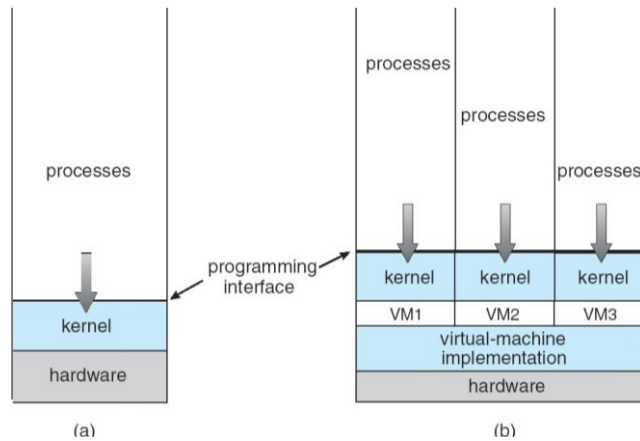 processes
kernel
hardware
(a)
programming
interface
processes
processes
processes
kernel kernel kernel
VM1 VM2 VM3
virtual-machine
implementation
hardware
(b)